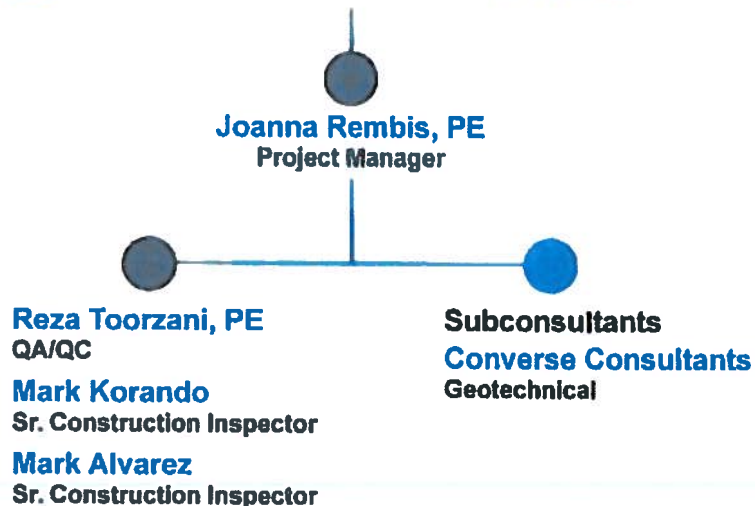 Joanna Rembis, PE
Project Manager
Reza Toorzani, PE
QA/QC
Mark Korando
Sr. Construction Inspector
Mark Alvarez
Sr. Construction Inspector
Subconsultants
Converse Consultants
Geotechnical